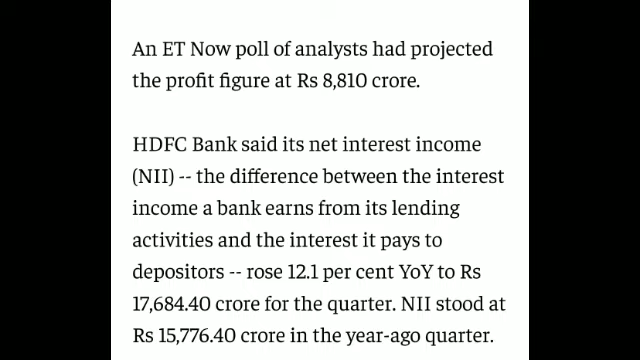 An ET Now poll of analysts had projected
the profit figure at Rs 8,810 crore.
HDFC Bank said its net interest income
(NII) -- the difference between the interest
income a bank earns from its lending
activities and the interest it pays to
depositors -- rose 12.1 per cent YoY to Rs
17,684.40 crore for the quarter. NII stood at
Rs 15,776.40 crore in the year-ago quarter.